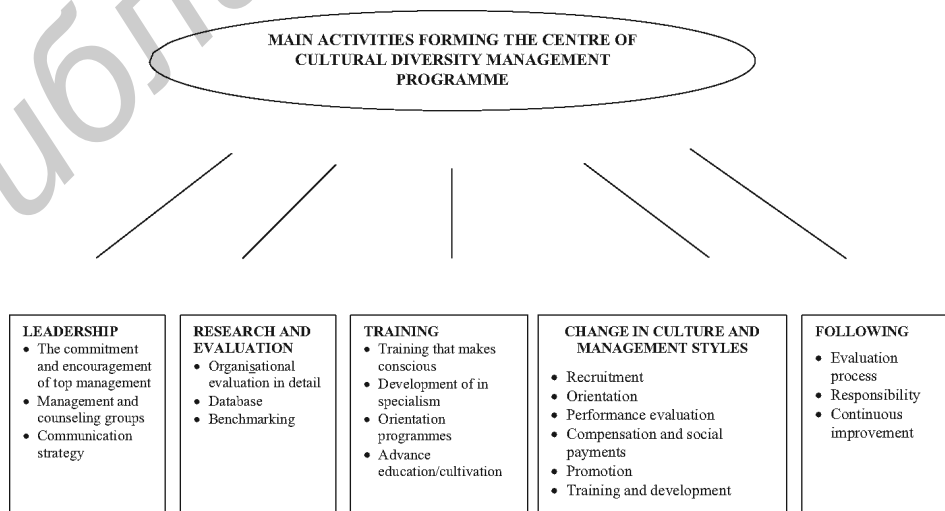 MAIN ACTIVITIES FORMING THE CENTRE OF
CULTURAL DIVERSITY MANAGEMENT
PROGRAMME
LEADERSHIP
• The commitment
and encouragement
of top management
• Management and
counseling groups
• Communication
strategy
RESEARCH AND
EVALUATION
• Organisational
evaluation in detail
• Database
• Benchmarking
TRAINING
• Training that makes
conscious
• Development of in
specialism
• Orientation
programmes
• Advance
education/cultivation
CHANGE IN CULTURE AND
MANAGEMENT STYLES
• Recruitment
• Orientation
• Performance evaluation
• Compensation and social
payments
• Promotion
• Training and development
FOLLOWING
• Evaluation
process
• Responsibility
• Continuous
improvement